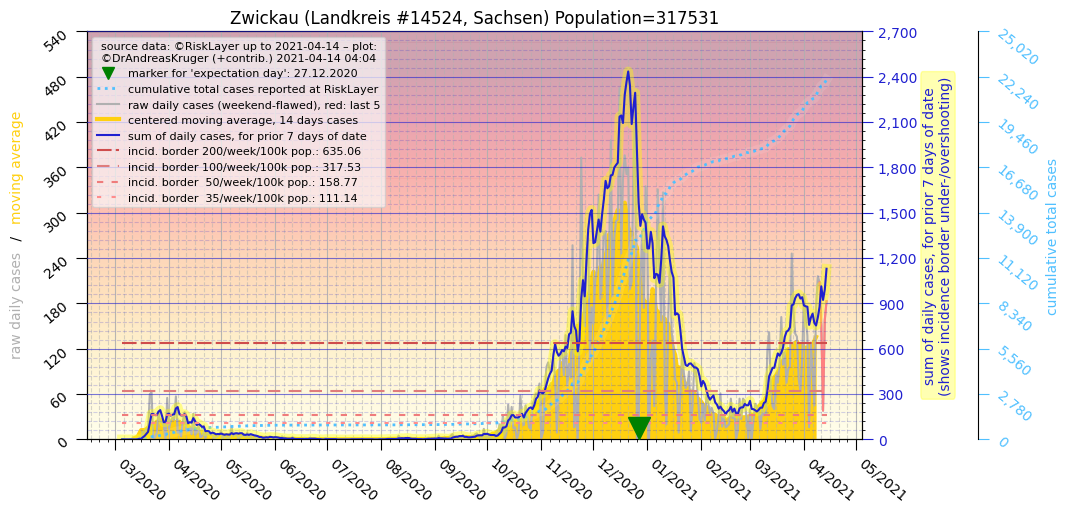 Zwickau (Landkreis #14524, Sachsen) Population=317531
source data: ©RiskLayer up to 2021-04-14 – plot:
©DrAndreasKruger (+contrib.) 2021-04-14 04:04
marker for 'expectation day': 27.12.2020
cumulative total cases reported at RiskLayer
raw daily cases (weekend-flawed), red: last 5
centered moving average, 14 days cases
sum of daily cases, for prior 7 days of date
incid. border 200/week/100k pop.: 635.06
incid. border 100/week/100k pop.: 317.53
incid. border  50/week/100k pop.: 158.77
incid. border  35/week/100k pop.: 111.14
raw daily cases / moving average
540
480
420
360
300
240
180
120
60
0
03/2020
04/2020
05/2020
06/2020
07/2020
08/2020
09/2020
10/2020
11/2020
12/2020
01/2021
02/2021
03/2021
04/2021
05/2021
2,700
2,400
2,100
1,800
1,500
1,200
900
600
300
0
sum of daily cases, for prior 7 days of date
(shows incidence border under-/overshooting)
25,020
22,240
19,460
16,680
13,900
11,120
8,340
5,560
2,780
0
cumulative total cases